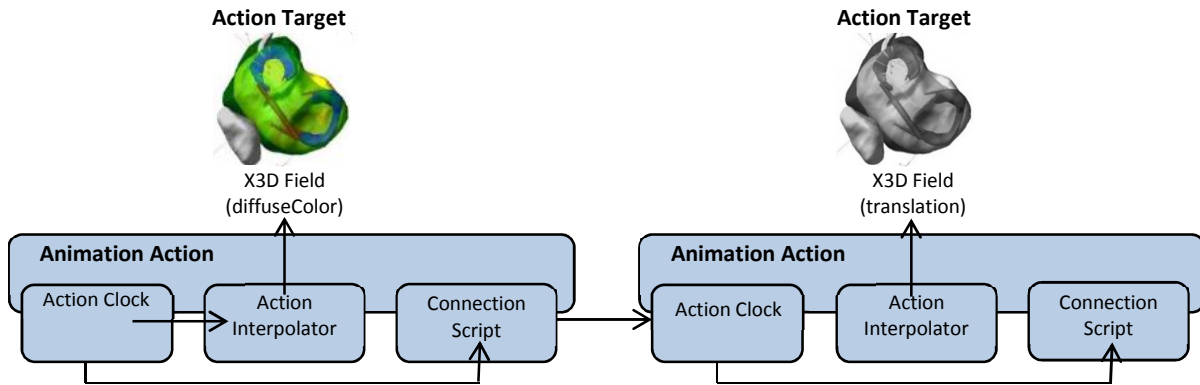 Action Target
X3D Field
(diffuseColor)
Animation Action
Action Clock
Action
Interpolator
Connection
Script
Action Target
X3D Field
(translation)
Animation Action
Action Clock
Action
Interpolator
Connection
Script